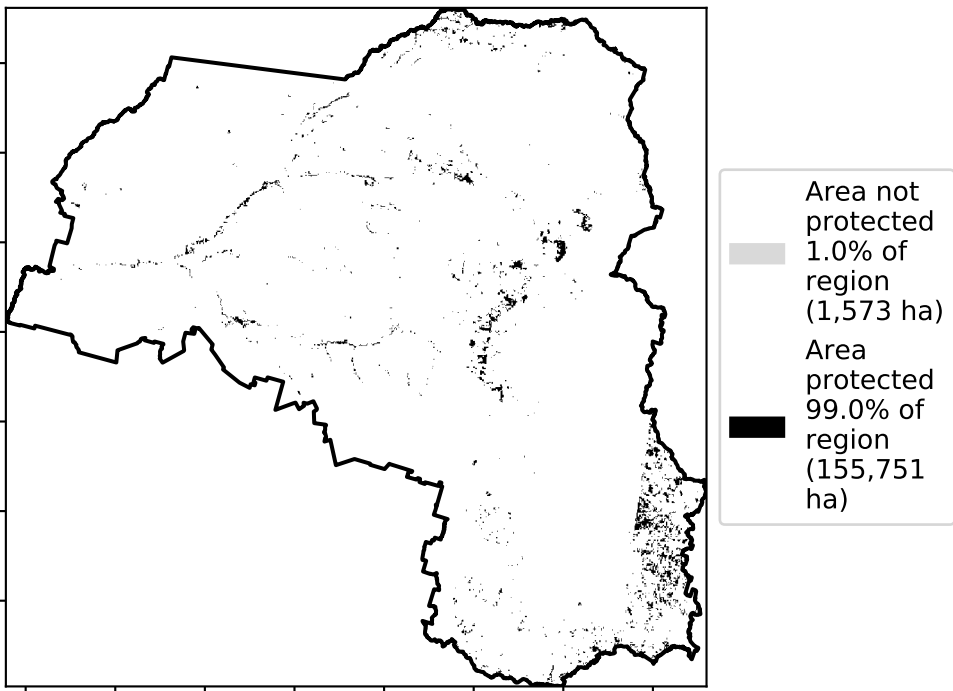 Area not
protected
1.0% of
region
(1,573 ha)
Area
protected
99.0% of
region
(155,751
ha)